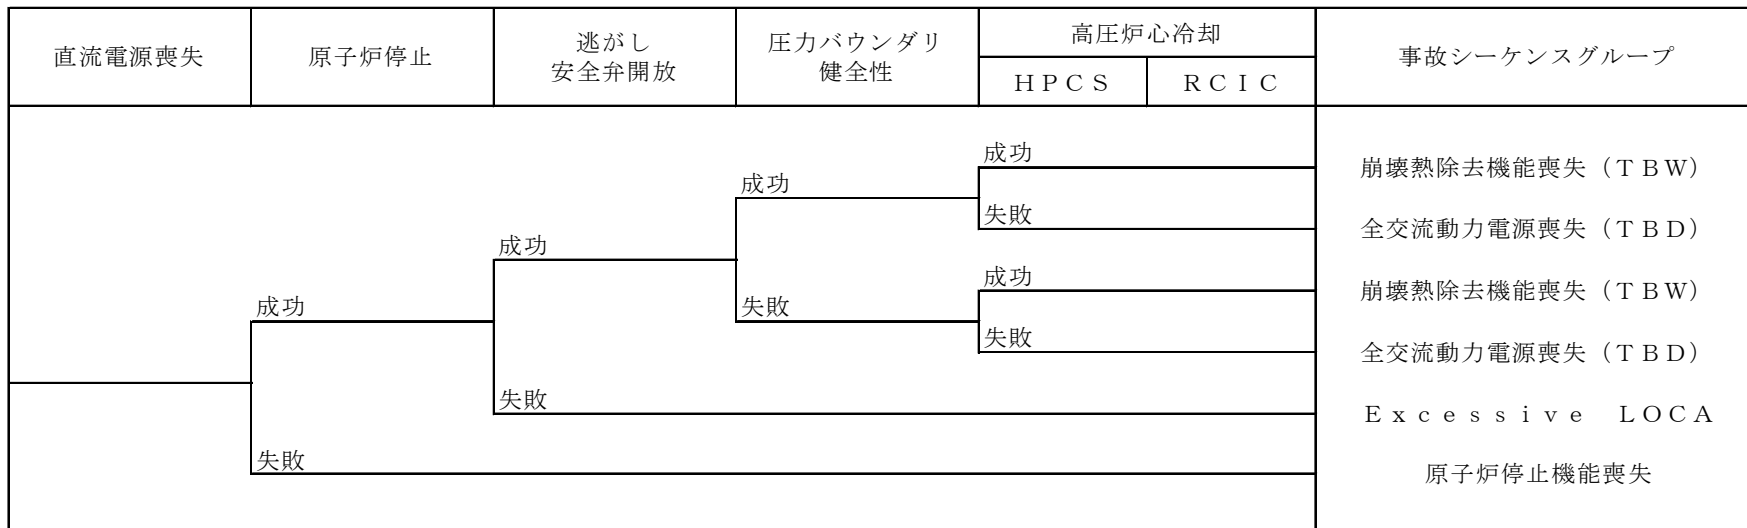 直流電源喪失
原子炉停止
逃がし
安全弁開放
圧力バウンダリ
健全性
高圧炉心冷却
ＨＰＣＳ
ＲＣＩＣ
事故シーケンスグループ
成功
崩壊熱除去機能喪失（ＴＢＷ）
成功
失敗
全交流動力電源喪失（ＴＢＤ）
成功
成功
崩壊熱除去機能喪失（ＴＢＷ）
成功
失敗
失敗
全交流動力電源喪失（ＴＢＤ）
失敗
Ｅｘｃｅｓｓｉｖｅ　ＬＯＣＡ
失敗
原子炉停止機能喪失